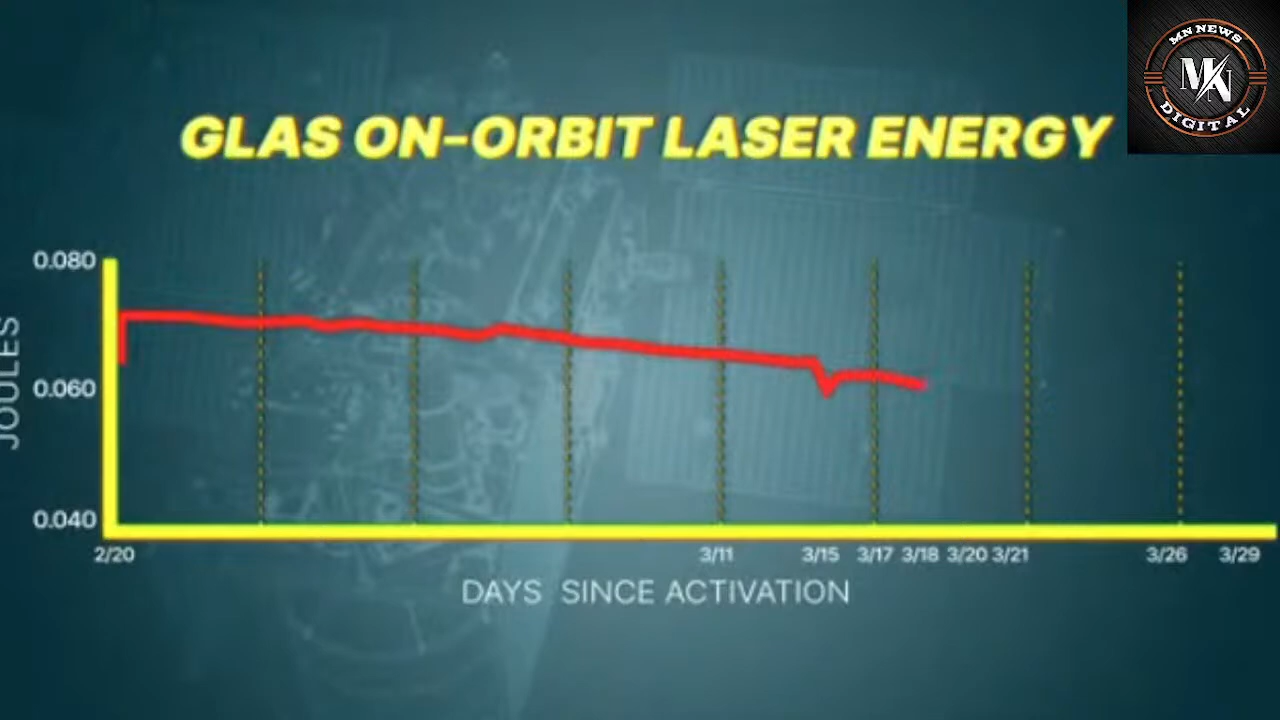 MN NEWS
MN
DIGITAL
GLAS ON-ORBIT LASER ENERGY
0.080
0.060
0.040
JOULES
2/20 3/11 3/15 3/17 3/18 3/20 3/21 3/26 3/29
DAYS SINCE ACTIVATION